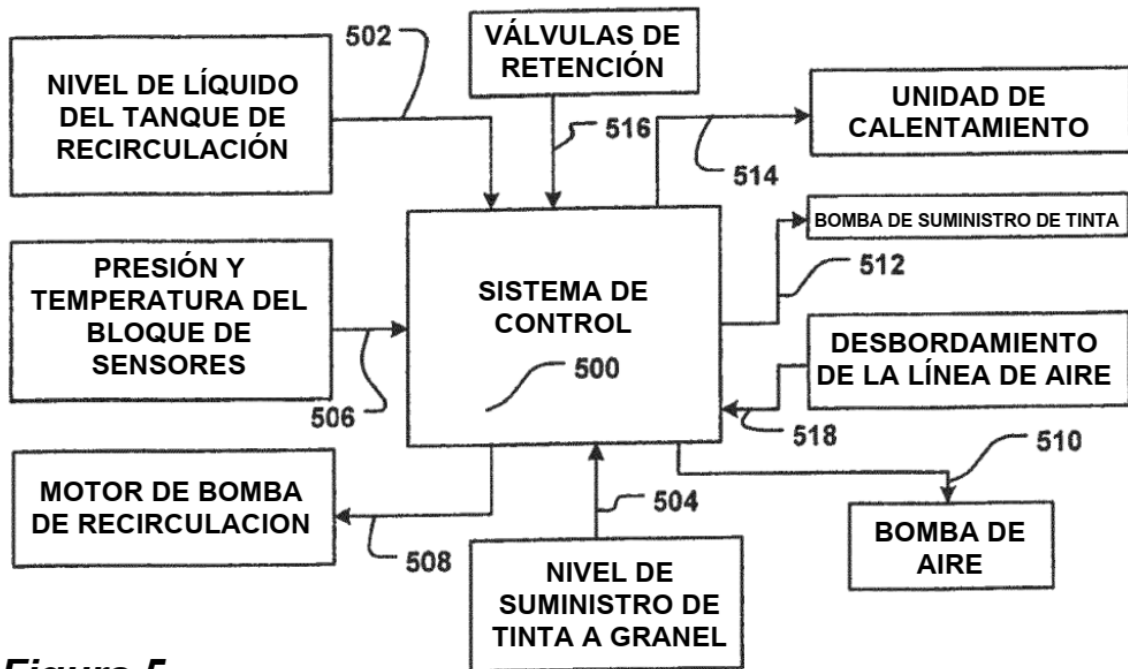 502
NIVEL DE LÍQUIDO
DEL TANQUE DE
RECIRCULACIÓN
VÁLVULAS DE
RETENCIÓN
516
UNIDAD DE
CALENTAMIENTO
514
BOMBA DE SUMINISTRO DE TINTA
512
PRESIÓN Y
TEMPERATURA DEL
BLOQUE DE
SENSORES
506
SISTEMA DE
CONTROL
500
DESBORDAMIENTO
DE LA LÍNEA DE AIRE
518
510
MOTOR DE BOMBA
DE RECIRCULACION
508
504
NIVEL DE
SUMINISTRO DE
TINTA A GRANEL
BOMBA DE
AIRE
Figura 5